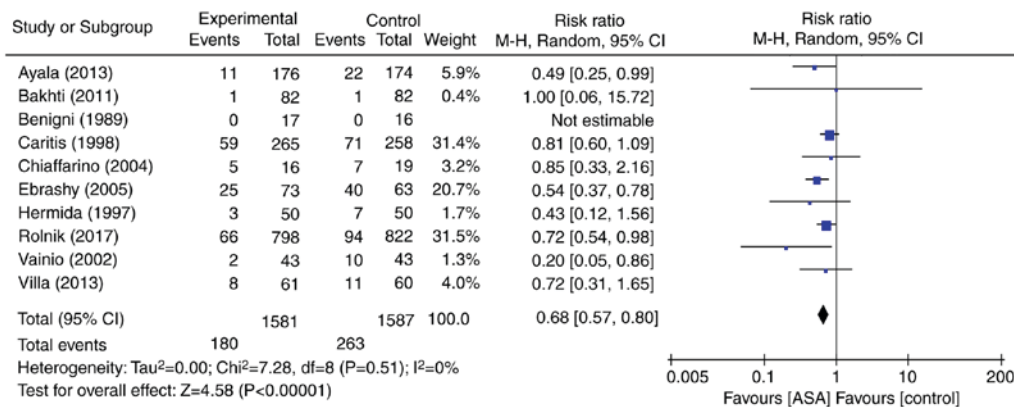 Study or Subgroup Experimental Control Risk ratio Risk ratio
Events Total Events Total Weight M-H, Random, 95% CI M-H, Random, 95% CI
Ayala (2013) 11 176 22 174 5.9% 0.49 [0.25, 0.99]
Bakhti (2011) 1 82 1 82 0.4% 1.00 [0.06, 15.72]
Benigni (1989) 0 17 0 16 Not estimable
Caritis (1998) 59 265 71 258 31.4% 0.81 [0.60, 1.09]
Chiaffarino (2004) 5 16 7 19 3.2% 0.85 [0.33, 2.16]
Ebrashy (2005) 25 73 40 63 20.7% 0.54 [0.37, 0.78]
Hermida (1997) 3 50 7 50 1.7% 0.43 [0.12, 1.56]
Rolnik (2017) 66 798 94 822 31.5% 0.72 [0.54, 0.98]
Vainio (2002) 2 43 10 43 1.3% 0.20 [0.05, 0.86]
Villa (2013) 8 61 11 60 4.0% 0.72 [0.31, 1.65]
Total (95% CI) 1581 1587 100.0 0.68 [0.57, 0.80]
Total events 180 263
Heterogeneity: Tau²=0.00; Chi²=7.28, df=8 (P=0.51); I²=0%
Test for overall effect: Z=4.58 (P<0.00001)
0.005 0.1 1 10 200
Favours [ASA] Favours [control]